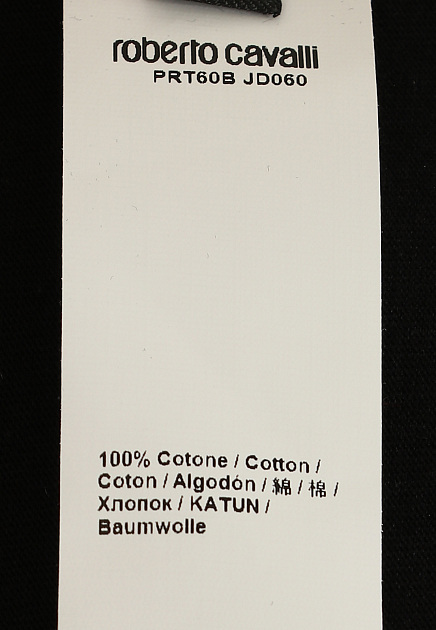 roberto cavalli
PRT60B JD060
100% Cotone / Cotton /
Coton / Algodón / 綿 / 棉 /
Хлопок / KATUN /
Baumwolle